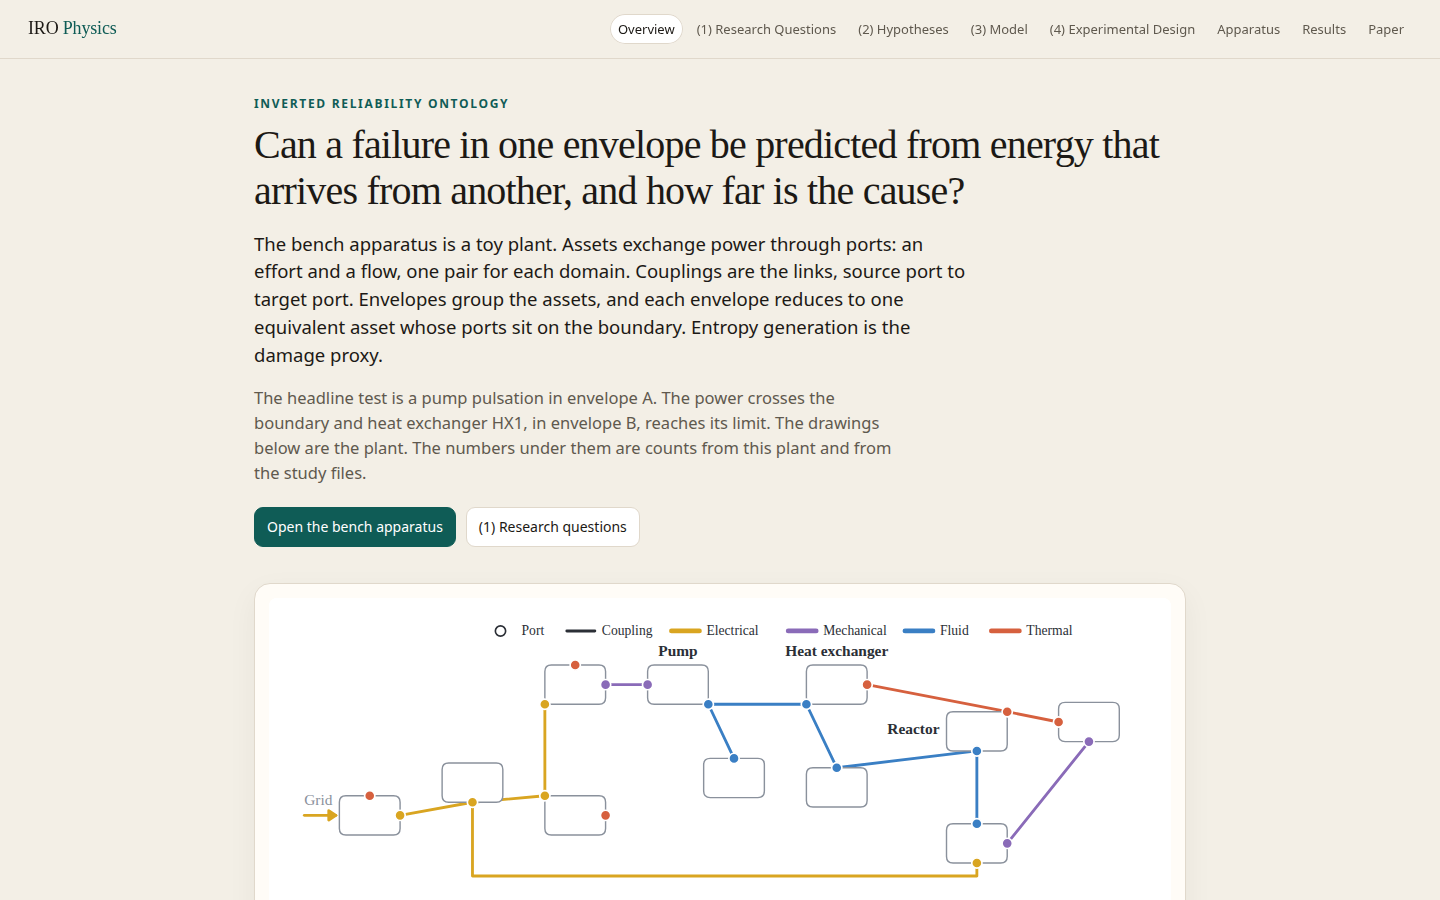 IRO Physics
Overview
(1) Research Questions
(2) Hypotheses
(3) Model
(4) Experimental Design
Apparatus
Results
Paper
INVERTED RELIABILITY ONTOLOGY
Can a failure in one envelope be predicted from energy that
arrives from another, and how far is the cause?
The bench apparatus is a toy plant. Assets exchange power through ports: an
effort and a flow, one pair for each domain. Couplings are the links, source port to
target port. Envelopes group the assets, and each envelope reduces to one
equivalent asset whose ports sit on the boundary. Entropy generation is the
damage proxy.
The headline test is a pump pulsation in envelope A. The power crosses the
boundary and heat exchanger HX1, in envelope B, reaches its limit. The drawings
below are the plant. The numbers under them are counts from this plant and from
the study files.
Open the bench apparatus
(1) Research questions
Port
Coupling
Electrical
Mechanical
Fluid
Thermal
Pump
Heat exchanger
Reactor
Grid